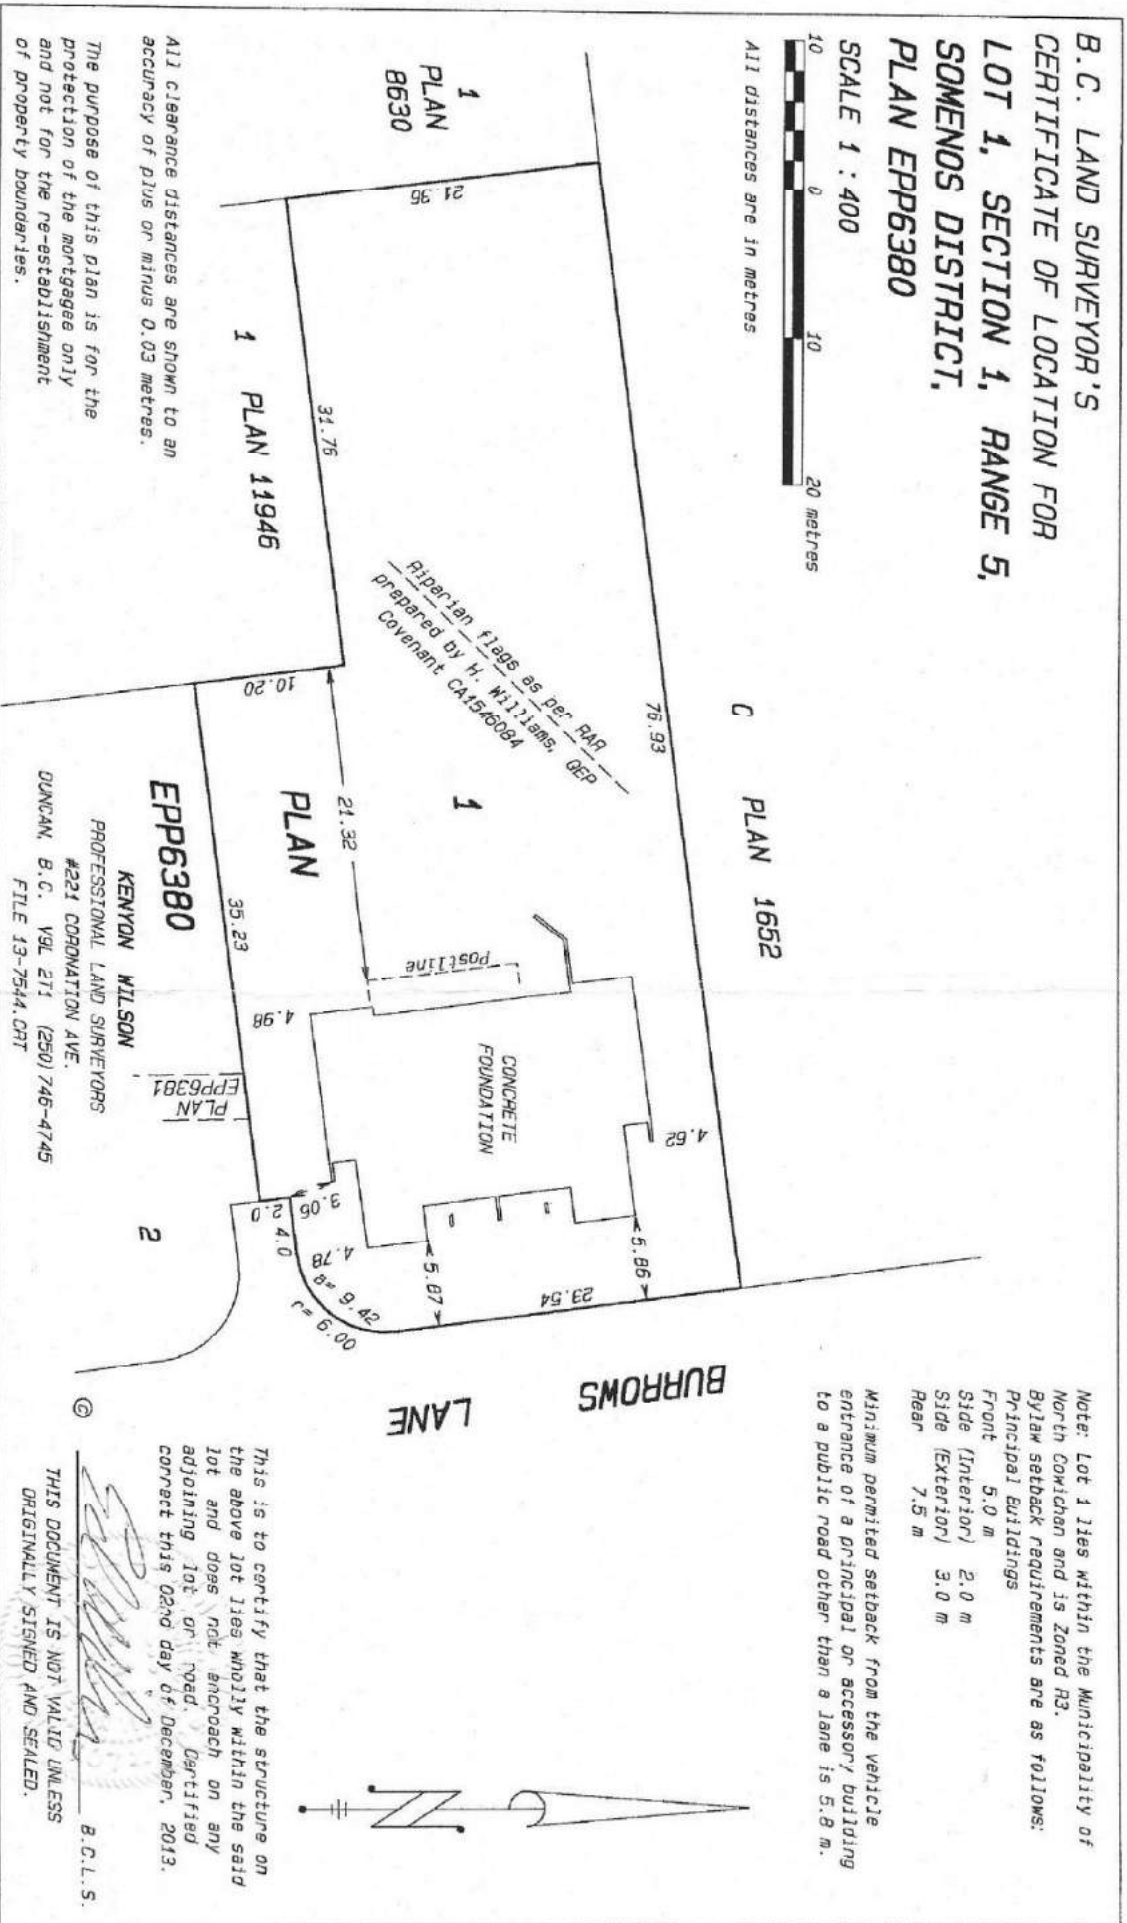 B.C. LAND SURVEYOR'S
CERTIFICATE OF LOCATION FOR
LOT 1, SECTION 1, RANGE 5,
SOMENOS DISTRICT,
PLAN EPP6380
SCALE 1 : 400
10 0 10 20 metres
All distances are in metres
Note: Lot 1 lies within the Municipality of
North Cowichan and is Zoned R3.
Bylaw setback requirements are as follows:
Principal Buildings
Front 5.0 m
Side (Interior) 2.0 m
Side (Exterior) 3.0 m
Rear 7.5 m
Minimum permited setback from the vehicle
entrance of a principal or accessory building
to a public road other than a lane is 5.8 m.
C PLAN 1652
76.93
1
PLAN
8630
21.36
Riparian flags as per RAR
prepared by H. Williams, QEP
Covenant CA1546084
1
PLAN
EPP6380
31.76
1 PLAN 11946
10.20
21.32
Postline
CONCRETE
FOUNDATION
4.62
5.86
5.87
23.54
4.98
3.05
4.78
2.0
4.0
a= 9.42
r= 6.00
35.23
PLAN
EPP6381
2
BURROWS
LANE
N
All clearance distances are shown to an
accuracy of plus or minus 0.03 metres.
The purpose of this plan is for the
protection of the mortgagee only
and not for the re-establishment
of property boundaries.
KENYON WILSON
PROFESSIONAL LAND SURVEYORS
#221 CORONATION AVE.
DUNCAN, B.C. V9L 2T1 (250)746-4745
FILE 13-7544.CRT
This is to certify that the structure on
the above lot lies wholly within the said
lot and does not encroach on any
adjoining lot or road. Certified
correct this 02nd day of December, 2013.
© B.C.L.S.
THIS DOCUMENT IS NOT VALID UNLESS
ORIGINALLY SIGNED AND SEALED.